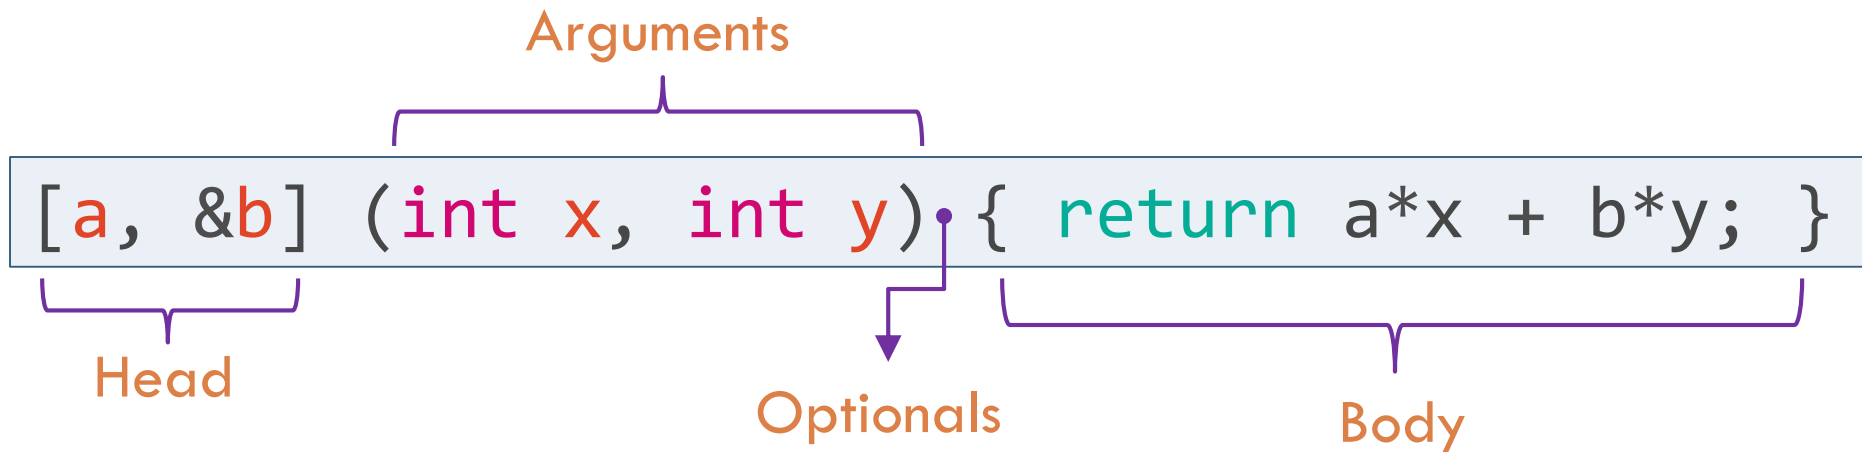 Arguments
[a, &b] (int x, int y) { return a*x + b*y; }
Head
Optionals
Body